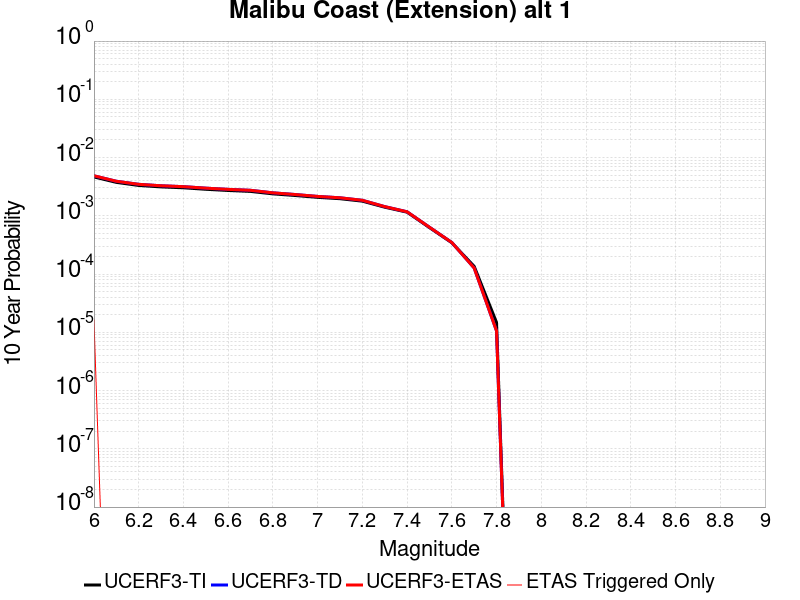 Malibu Coast (Extension) alt 1
10 0
10 -1
10 -2
10 -3
10 -4
10 -5
10 -6
10 -7
10 -8
10 Year Probability
6 6.2 6.4 6.6 6.8 7 7.2 7.4 7.6 7.8 8 8.2 8.4 8.6 8.8 9
Magnitude
UCERF3-TI UCERF3-TD UCERF3-ETAS ETAS Triggered Only